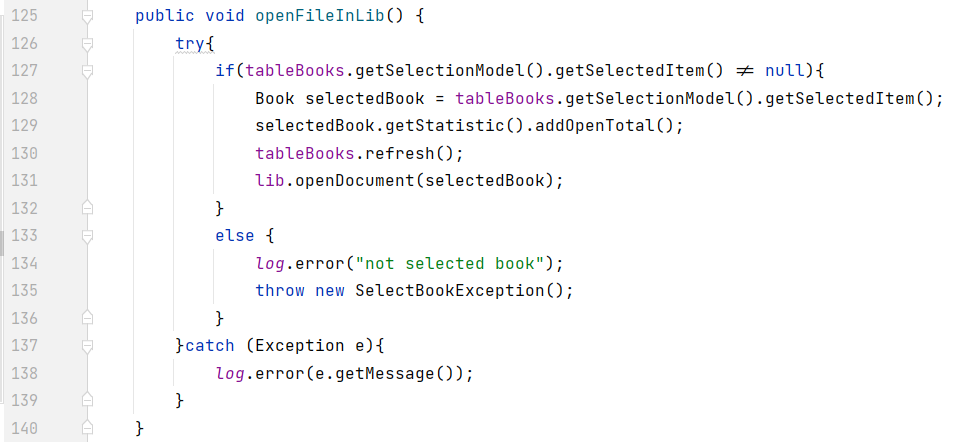 125 public void openFileInLib() {
126 try{
127 if(tableBooks.getSelectionModel().getSelectedItem() ≠ null){
128 Book selectedBook = tableBooks.getSelectionModel().getSelectedItem();
129 selectedBook.getStatistic().addOpenTotal();
130 tableBooks.refresh();
131 lib.openDocument(selectedBook);
132 }
133 else {
134 log.error("not selected book");
135 throw new SelectBookException();
136 }
137 }catch (Exception e){
138 log.error(e.getMessage());
139 }
140 }